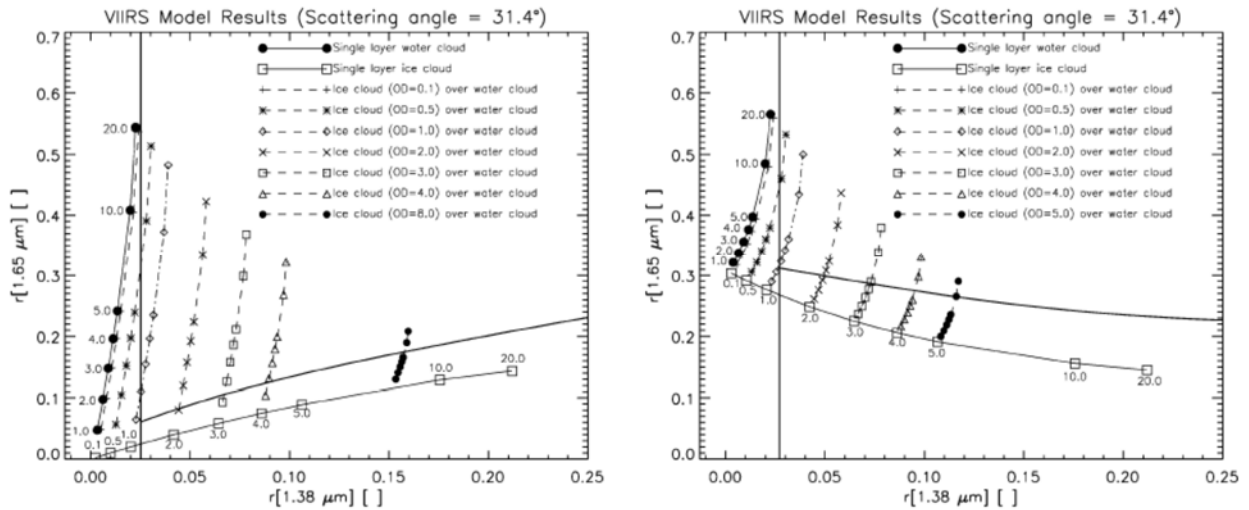 VIIRS Model Results (Scattering angle = 31.4°)
0.7
0.6
0.5
0.4
0.3
0.2
0.1
0.0
r[1.65 μm] [ ]
Single layer water cloud
Single layer ice cloud
Ice cloud (OD=0.1) over water cloud
Ice cloud (OD=0.5) over water cloud
Ice cloud (OD=1.0) over water cloud
Ice cloud (OD=2.0) over water cloud
Ice cloud (OD=3.0) over water cloud
Ice cloud (OD=4.0) over water cloud
Ice cloud (OD=8.0) over water cloud
20.0
10.0
5.0
4.0
3.0
2.0
1.0
0.1 0.5 1.0 2.0 3.0 4.0 5.0 10.0 20.0
0.00 0.05 0.10 0.15 0.20 0.25
r[1.38 μm] [ ]
VIIRS Model Results (Scattering angle = 31.4°)
0.7
0.6
0.5
0.4
0.3
0.2
0.1
0.0
r[1.65 μm] [ ]
Single layer water cloud
Single layer ice cloud
Ice cloud (OD=0.1) over water cloud
Ice cloud (OD=0.5) over water cloud
Ice cloud (OD=1.0) over water cloud
Ice cloud (OD=2.0) over water cloud
Ice cloud (OD=3.0) over water cloud
Ice cloud (OD=4.0) over water cloud
Ice cloud (OD=5.0) over water cloud
20.0
10.0
5.0
4.0
3.0
2.0
1.0
0.1 0.5 1.0 2.0 3.0 4.0 5.0 10.0 20.0
0.00 0.05 0.10 0.15 0.20 0.25
r[1.38 μm] [ ]